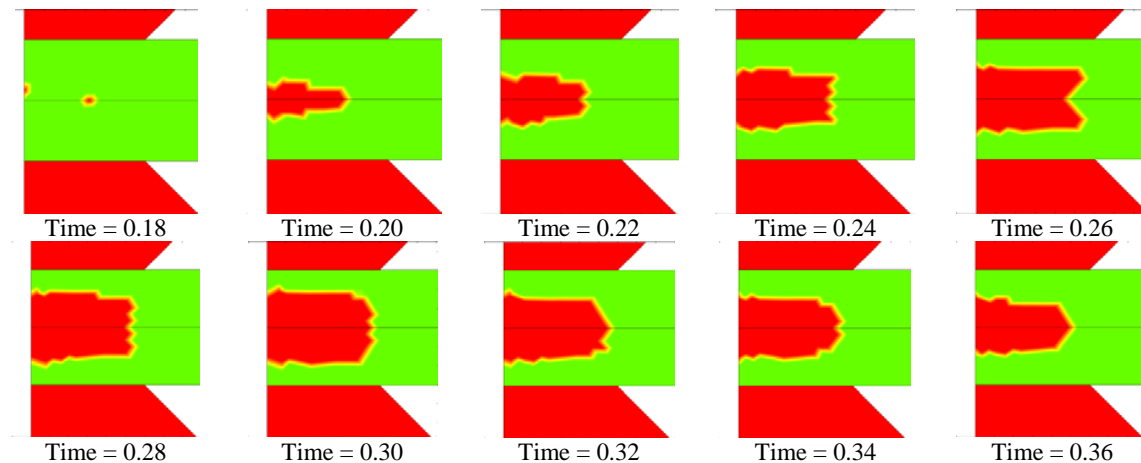 Time = 0.18 Time = 0.20 Time = 0.22 Time = 0.24 Time = 0.26
Time = 0.28 Time = 0.30 Time = 0.32 Time = 0.34 Time = 0.36